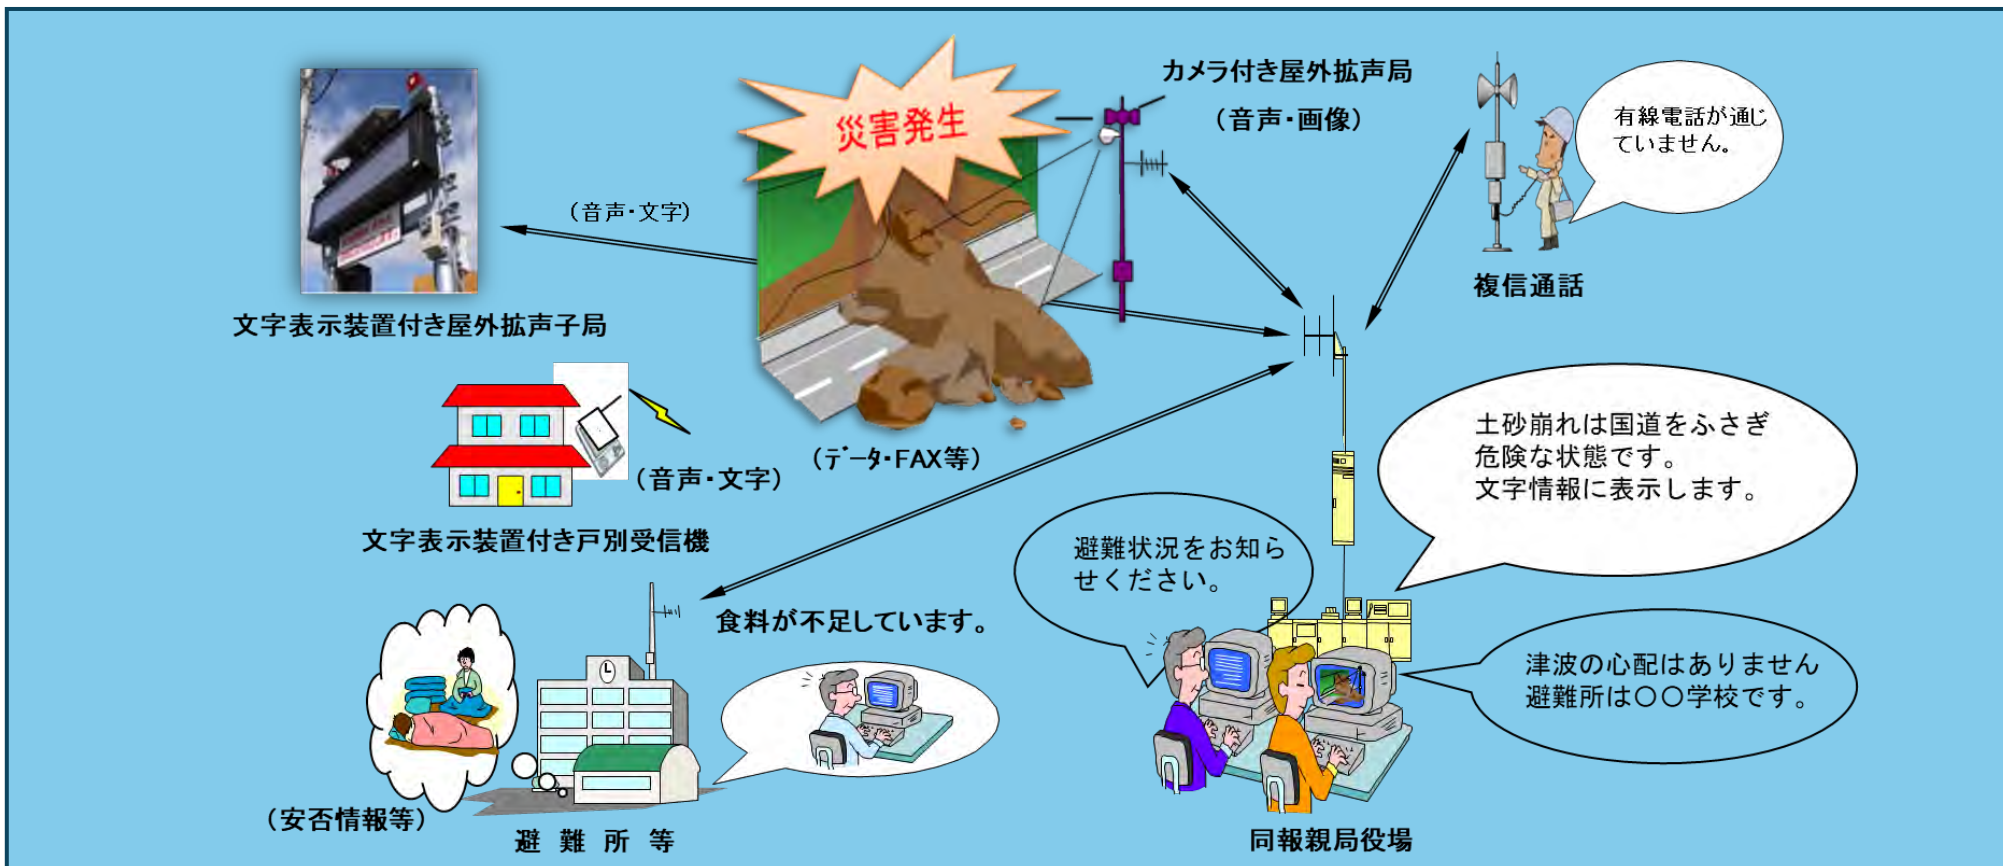 災害発生
カメラ付き屋外拡声局
（音声・画像）
有線電話が通じ
ていません。
複信通話
（音声・文字）
文字表示装置付き屋外拡声子局
（音声・文字）
文字表示装置付き戸別受信機
（データ・FAX等）
土砂崩れは国道をふさぎ
危険な状態です。
文字情報に表示します。
避難状況をお知ら
せください。
食料が不足しています。
津波の心配はありません
避難所は〇〇学校です。
（安否情報等）
避難所等
同報親局役場